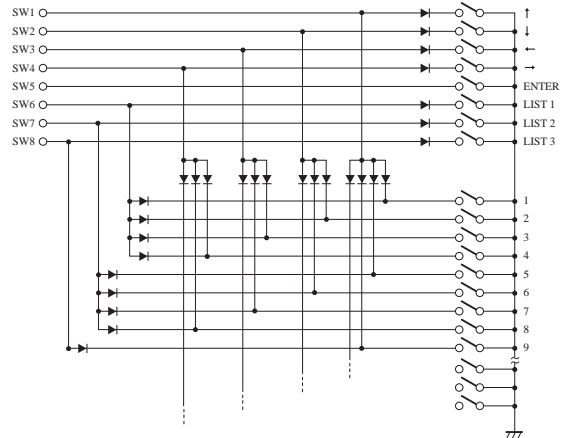 SW1 ↑
SW2 ↓
SW3 ←
SW4 →
SW5 ENTER
SW6 LIST 1
SW7 LIST 2
SW8 LIST 3
1
2
3
4
5
6
7
8
9